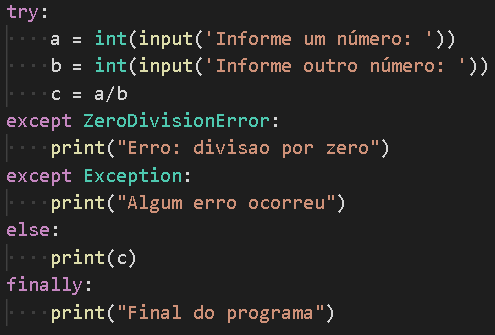 try:
    a = int(input('Informe um número: '))
    b = int(input('Informe outro número: '))
    c = a/b
except ZeroDivisionError:
    print("Erro: divisao por zero")
except Exception:
    print("Algum erro ocorreu")
else:
    print(c)
finally:
    print("Final do programa")